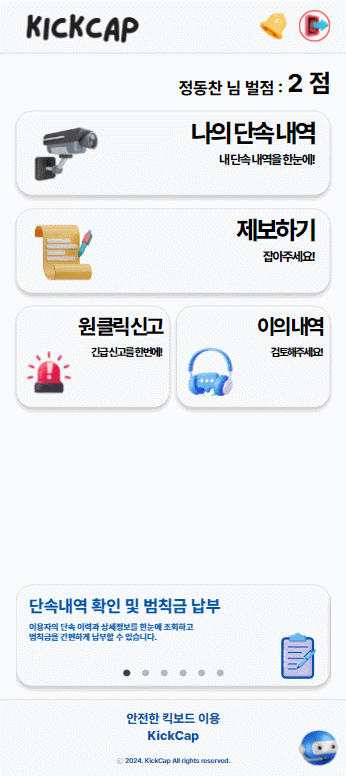 KICKCAP
정동찬 님 벌점 : 2 점
나의 단속 내역
내 단속 내역을 한눈에!
제보하기
잡아주세요!
원클릭 신고
긴급 신고를 한번에!
이의 내역
검토해주세요!
단속내역 확인 및 범칙금 납부
이용자의 단속 이력과 상세정보를 한눈에 조회하고
범칙금을 간편하게 납부할 수 있습니다.
안전한 킥보드 이용
KickCap
© 2024. KickCap All rights reserved.